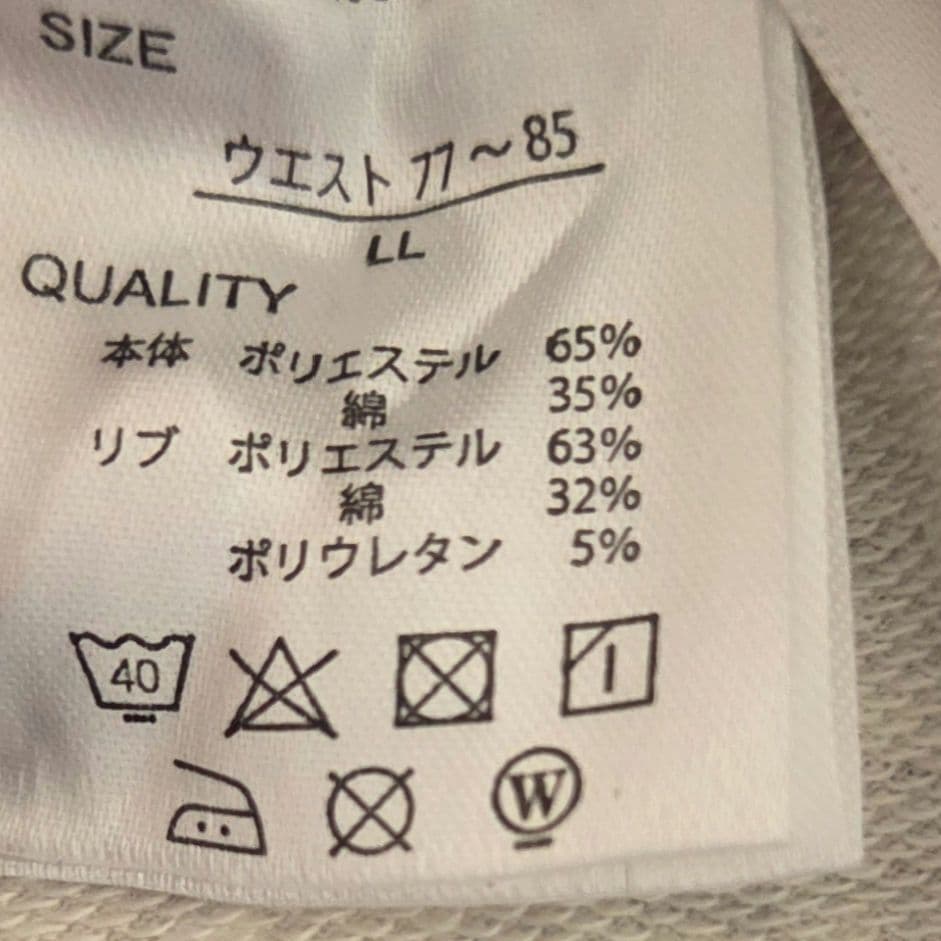 SIZE
ウエスト 77〜85
LL
QUALITY
本体 ポリエステル 65%
綿 35%
リブ ポリエステル 63%
綿 32%
ポリウレタン 5%
40
W